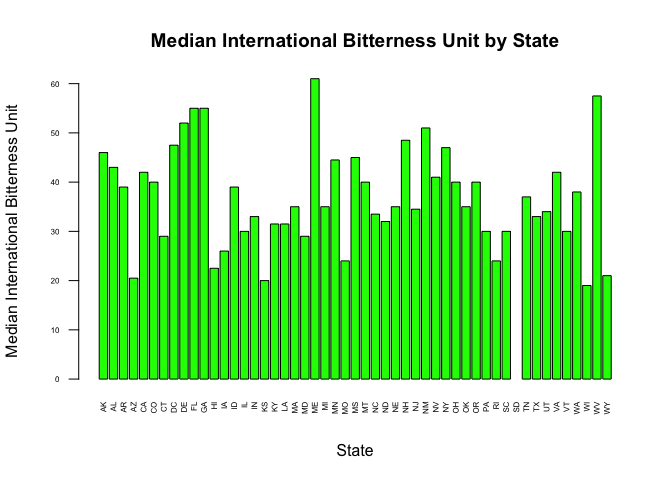 Median International Bitterness Unit by State
Median International Bitterness Unit
60
50
40
30
20
10
0
AK AL AR AZ CA CO CT DC DE FL GA HI IA ID IL IN KS KY LA MA MD ME MI MN MO MS MT NC ND NE NH NJ NM NV NY OH OK OR PA RI SC SD TN TX UT VA VT WA WI WV WY
State